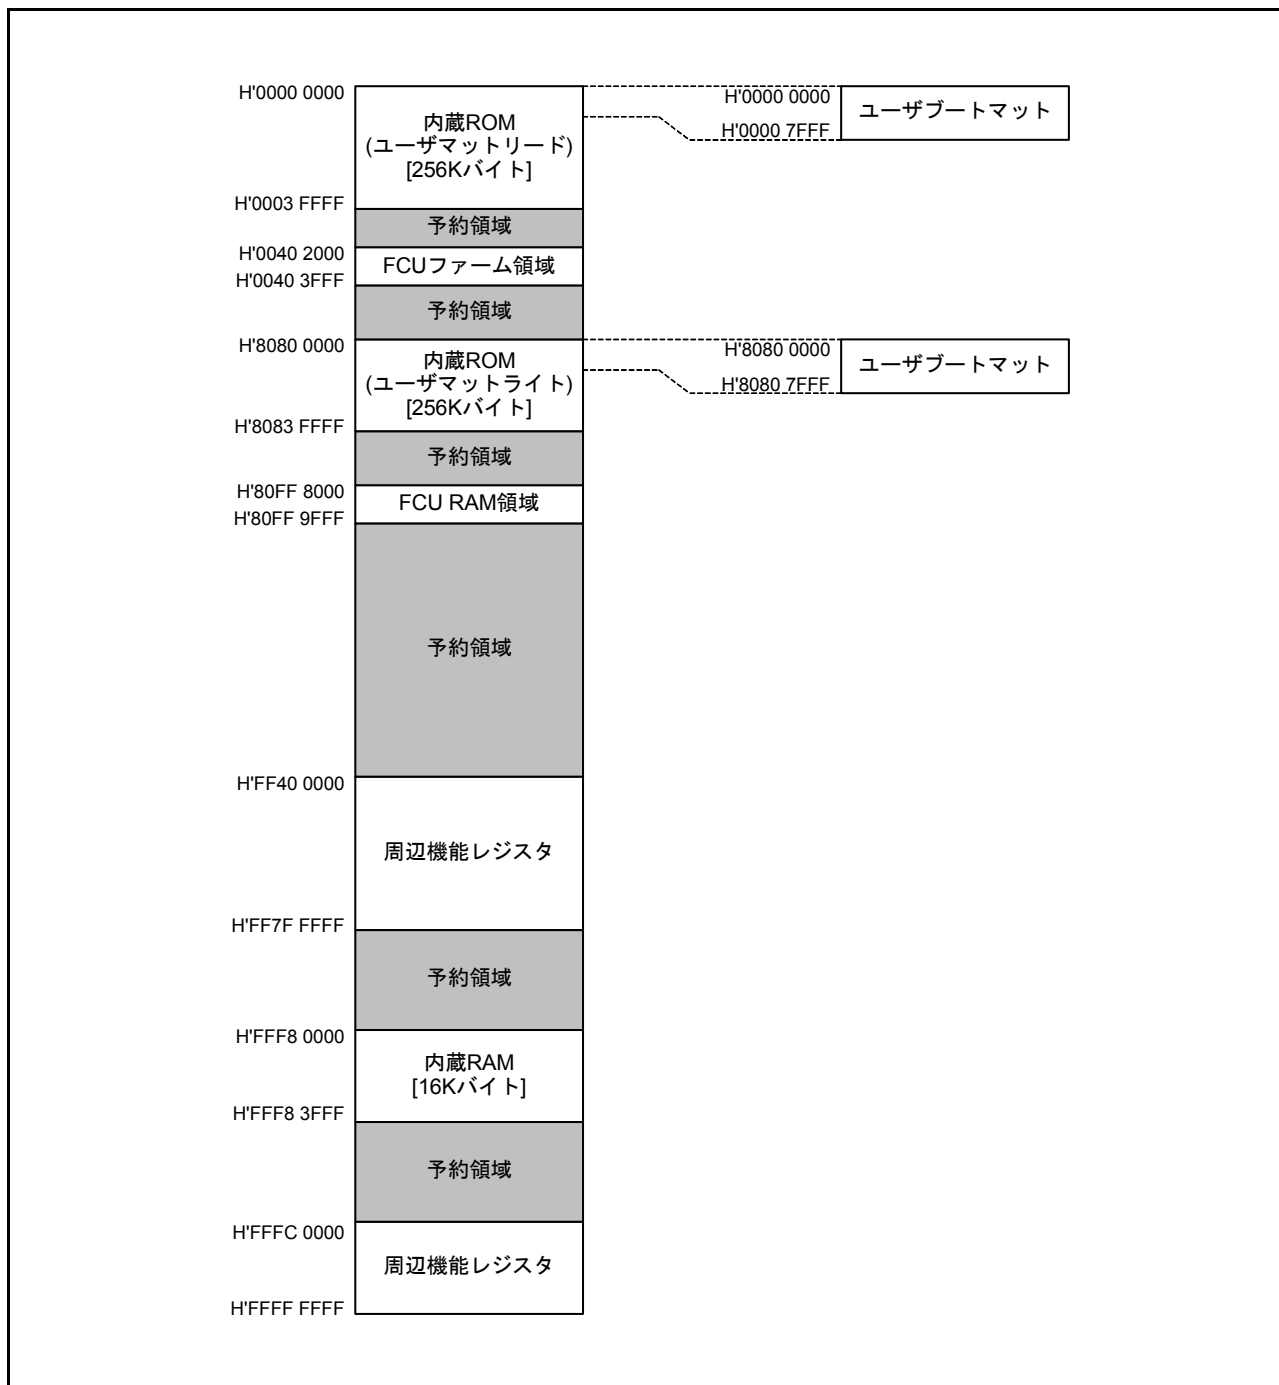 H'0000 0000
内蔵ROM
(ユーザマットリード)
[256Kバイト]
H'0000 0000
H'0000 7FFF
ユーザブートマット
H'0003 FFFF
予約領域
H'0040 2000
FCUファーム領域
H'0040 3FFF
予約領域
H'8080 0000
内蔵ROM
(ユーザマットライト)
[256Kバイト]
H'8080 0000
H'8080 7FFF
ユーザブートマット
H'8083 FFFF
予約領域
H'80FF 8000
FCU RAM領域
H'80FF 9FFF
予約領域
H'FF40 0000
周辺機能レジスタ
H'FF7F FFFF
予約領域
H'FFF8 0000
内蔵RAM
[16Kバイト]
H'FFF8 3FFF
予約領域
H'FFFC 0000
周辺機能レジスタ
H'FFFF FFFF